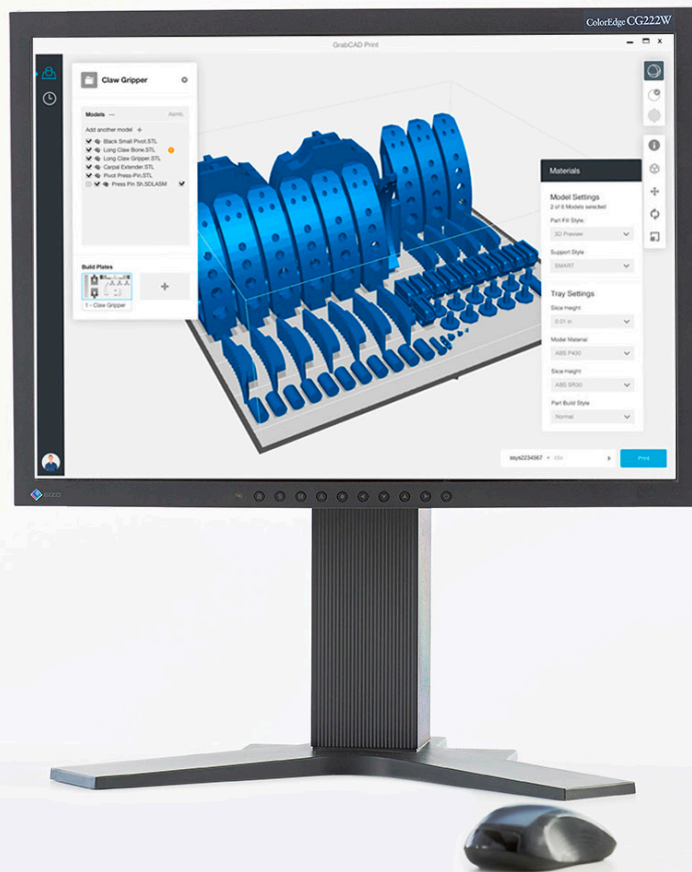 ColorEdge CG222W
GrabCAD Print
Claw Gripper
Models
Add another model +
Black Small Pivot.STL
Long Claw Bone.STL
Long Claw Gripper.STL
Carpal Extender.STL
Pivot Press-Pin.STL
Press Pin Sh.SDLASM
Build Plates
1 - Claw Gripper
Materials
Model Settings
2 of 6 Models selected
Part Fill Style
3D Preview
Support Style
SMART
Tray Settings
Slice Height
0.01 in
Model Material
ABS P430
Slice Height
ABS SR30
Part Build Style
Normal
ssys2234567
Print
EIZO